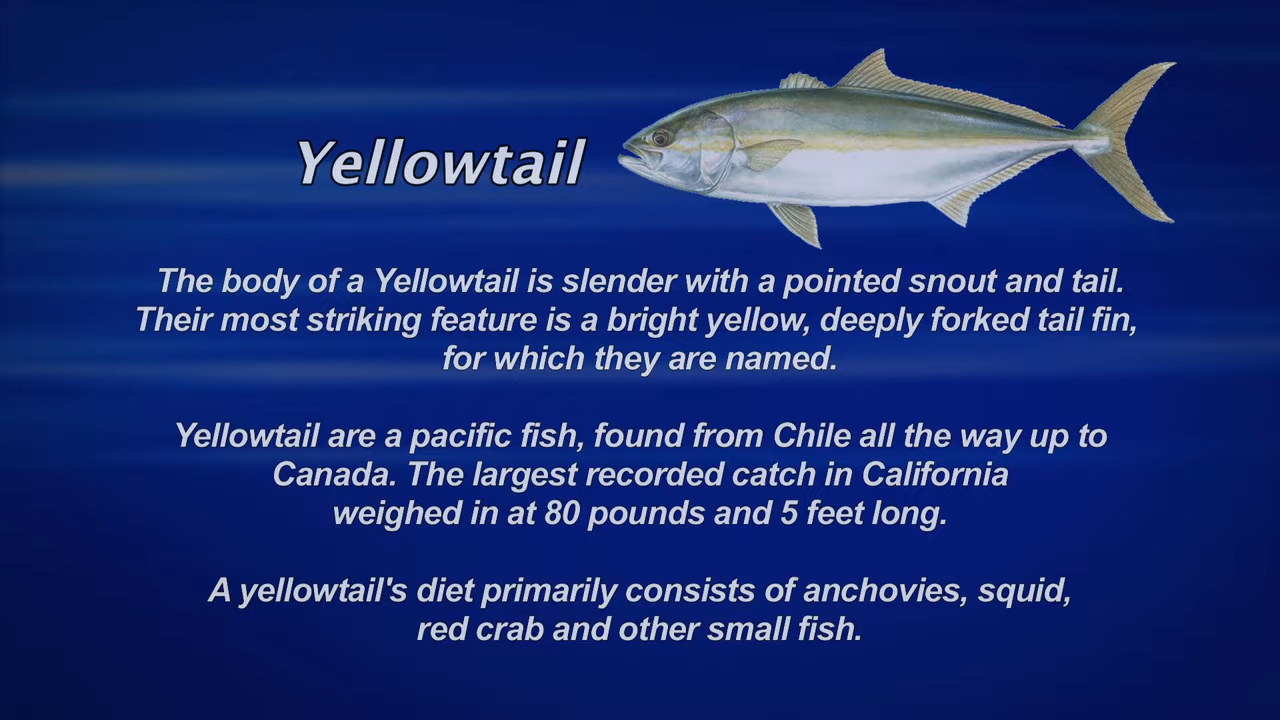 Yellowtail
The body of a Yellowtail is slender with a pointed snout and tail.
Their most striking feature is a bright yellow, deeply forked tail fin,
for which they are named.
Yellowtail are a pacific fish, found from Chile all the way up to
Canada. The largest recorded catch in California
weighed in at 80 pounds and 5 feet long.
A yellowtail's diet primarily consists of anchovies, squid,
red crab and other small fish.